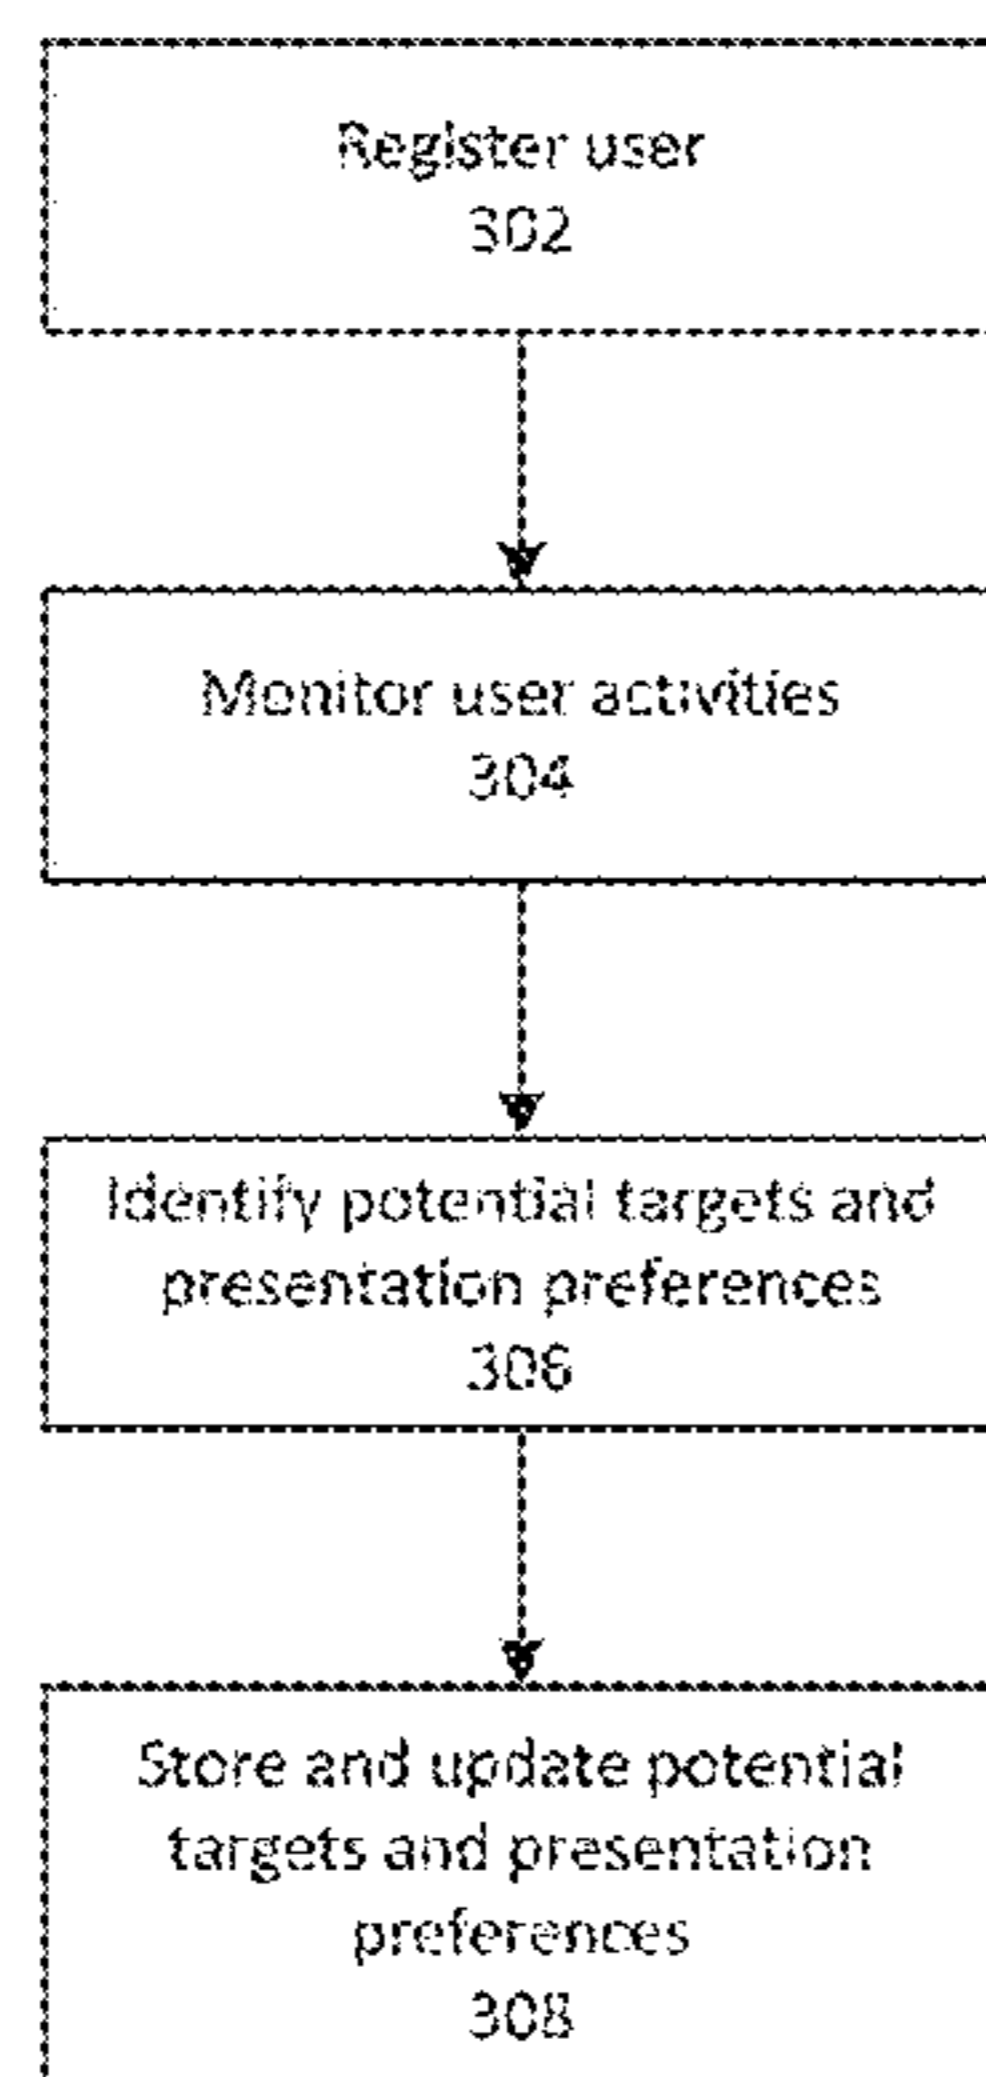 Register user
302
Monitor user activities
304
Identify potential targets and
presentation preferences
306
Store and update potential
targets and presentation
preferences
308